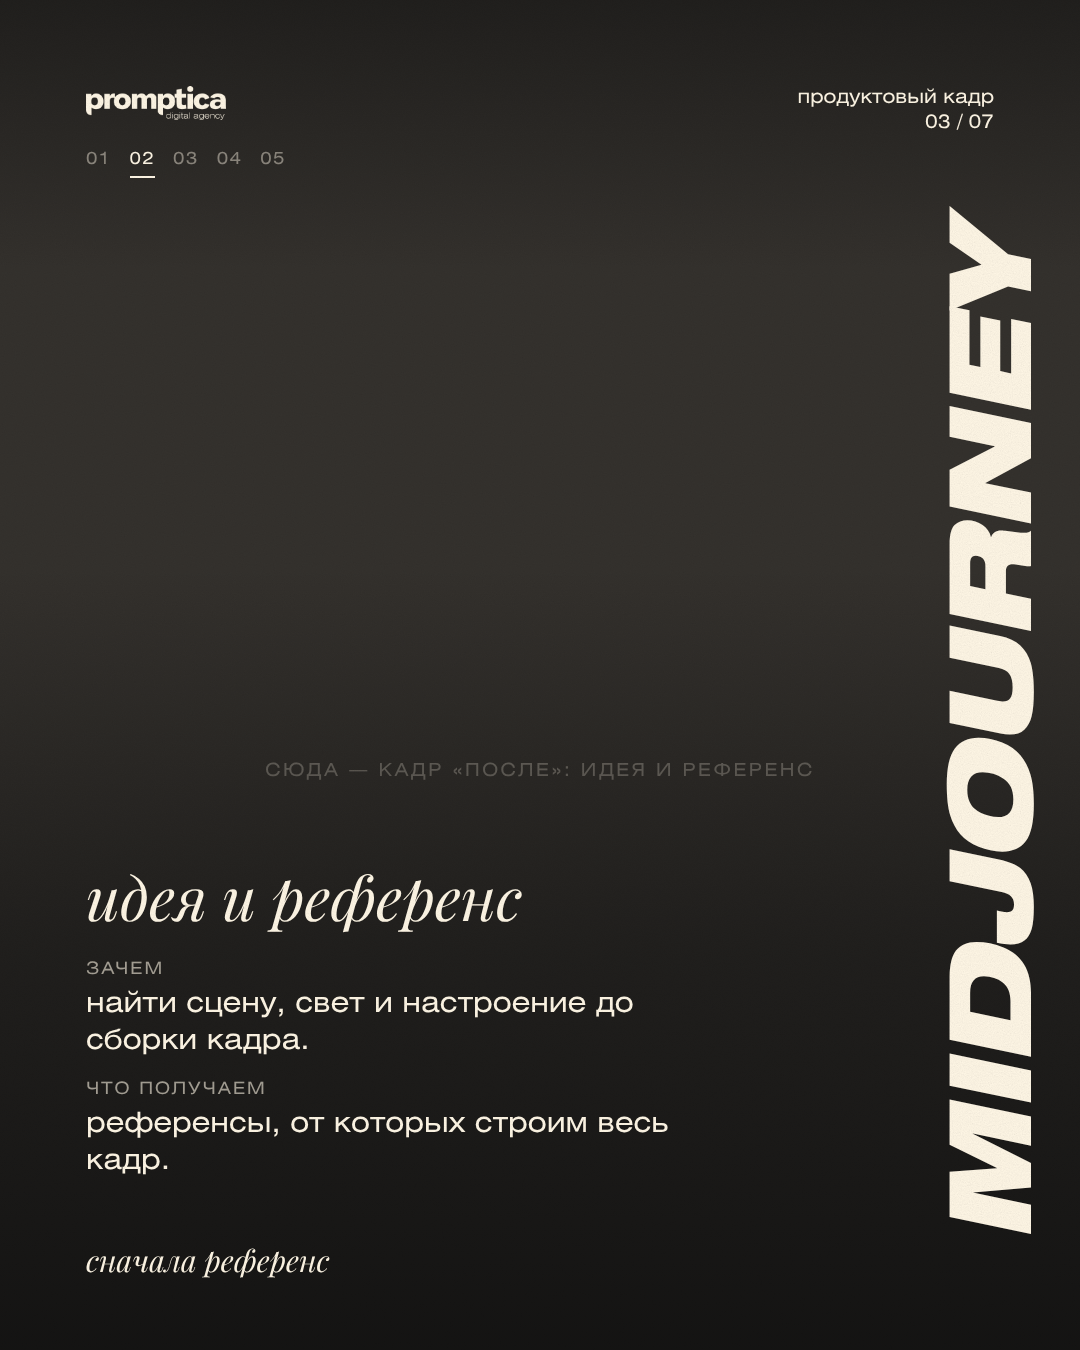 promptica
digital agency
продуктовый кадр
03 / 07
01 02 03 04 05
MIDJOURNEY
СЮДА — КАДР «ПОСЛЕ»: ИДЕЯ И РЕФЕРЕНС
идея и референс
ЗАЧЕМ
найти сцену, свет и настроение до
сборки кадра.
ЧТО ПОЛУЧАЕМ
референсы, от которых строим весь
кадр.
сначала референс